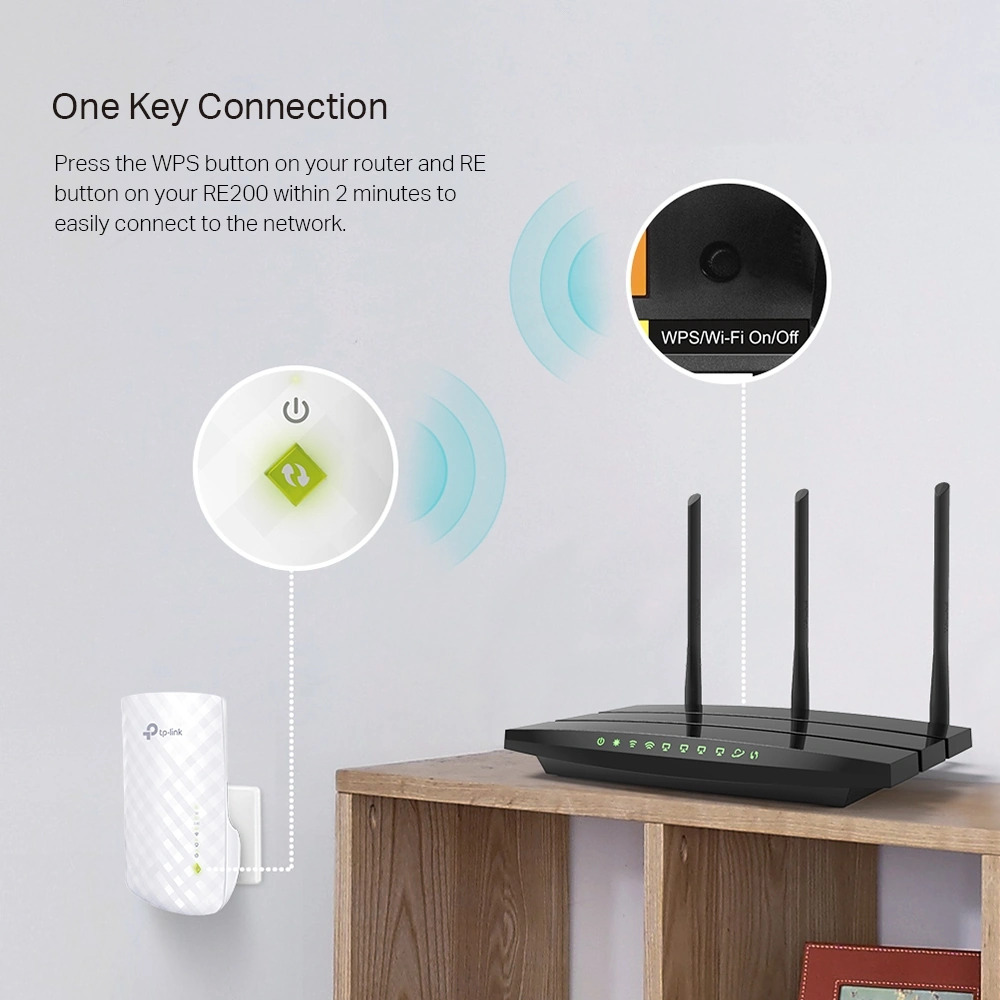 One Key Connection
Press the WPS button on your router and RE
button on your RE200 within 2 minutes to
easily connect to the network.
WPS/Wi-Fi On/Off
tp-link